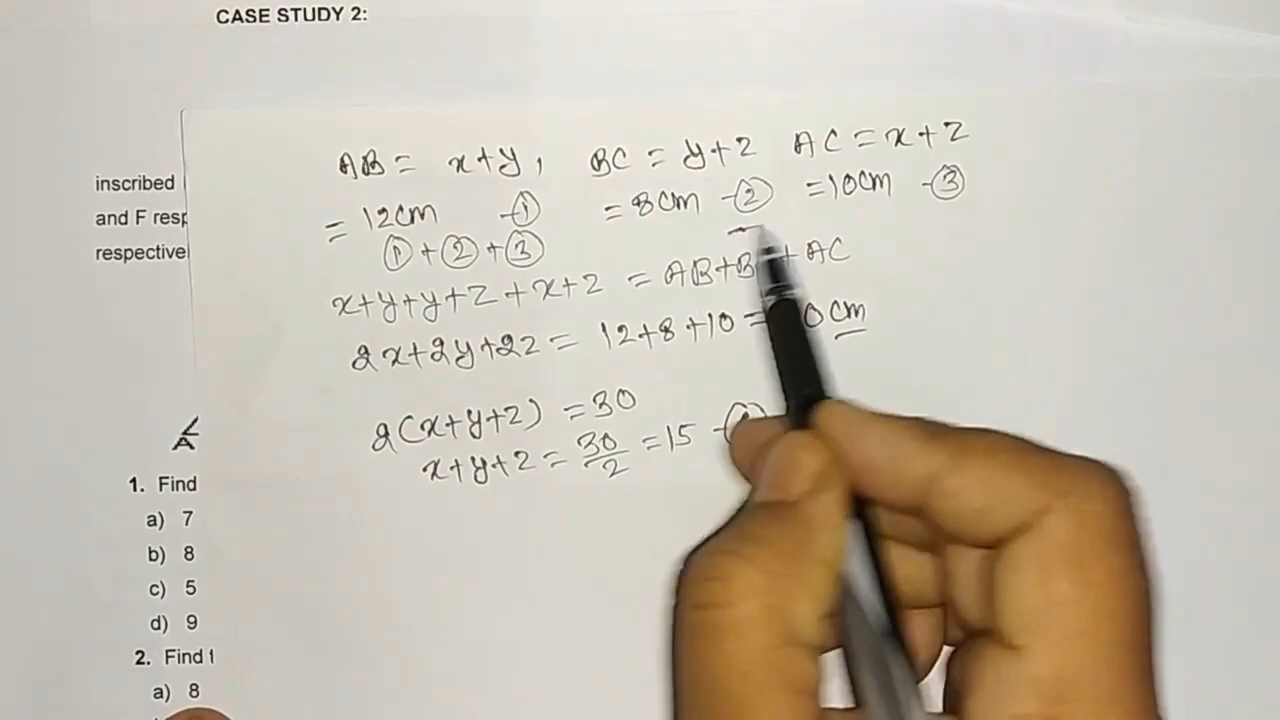 CASE STUDY 2:
AB = x+y, BC = y+z AC = x+z
inscribed
= 12cm -① = 8cm -② = 10cm -③
and F resp
① + ② + ③
respective
x+y+y+z+x+z = AB+B +AC
2x+2y+2z = 12+8+10 = 0 cm
2(x+y+z) = 30
x+y+z = 30/2 = 15
A
1. Find
a) 7
b) 8
c) 5
d) 9
2. Find
a) 8